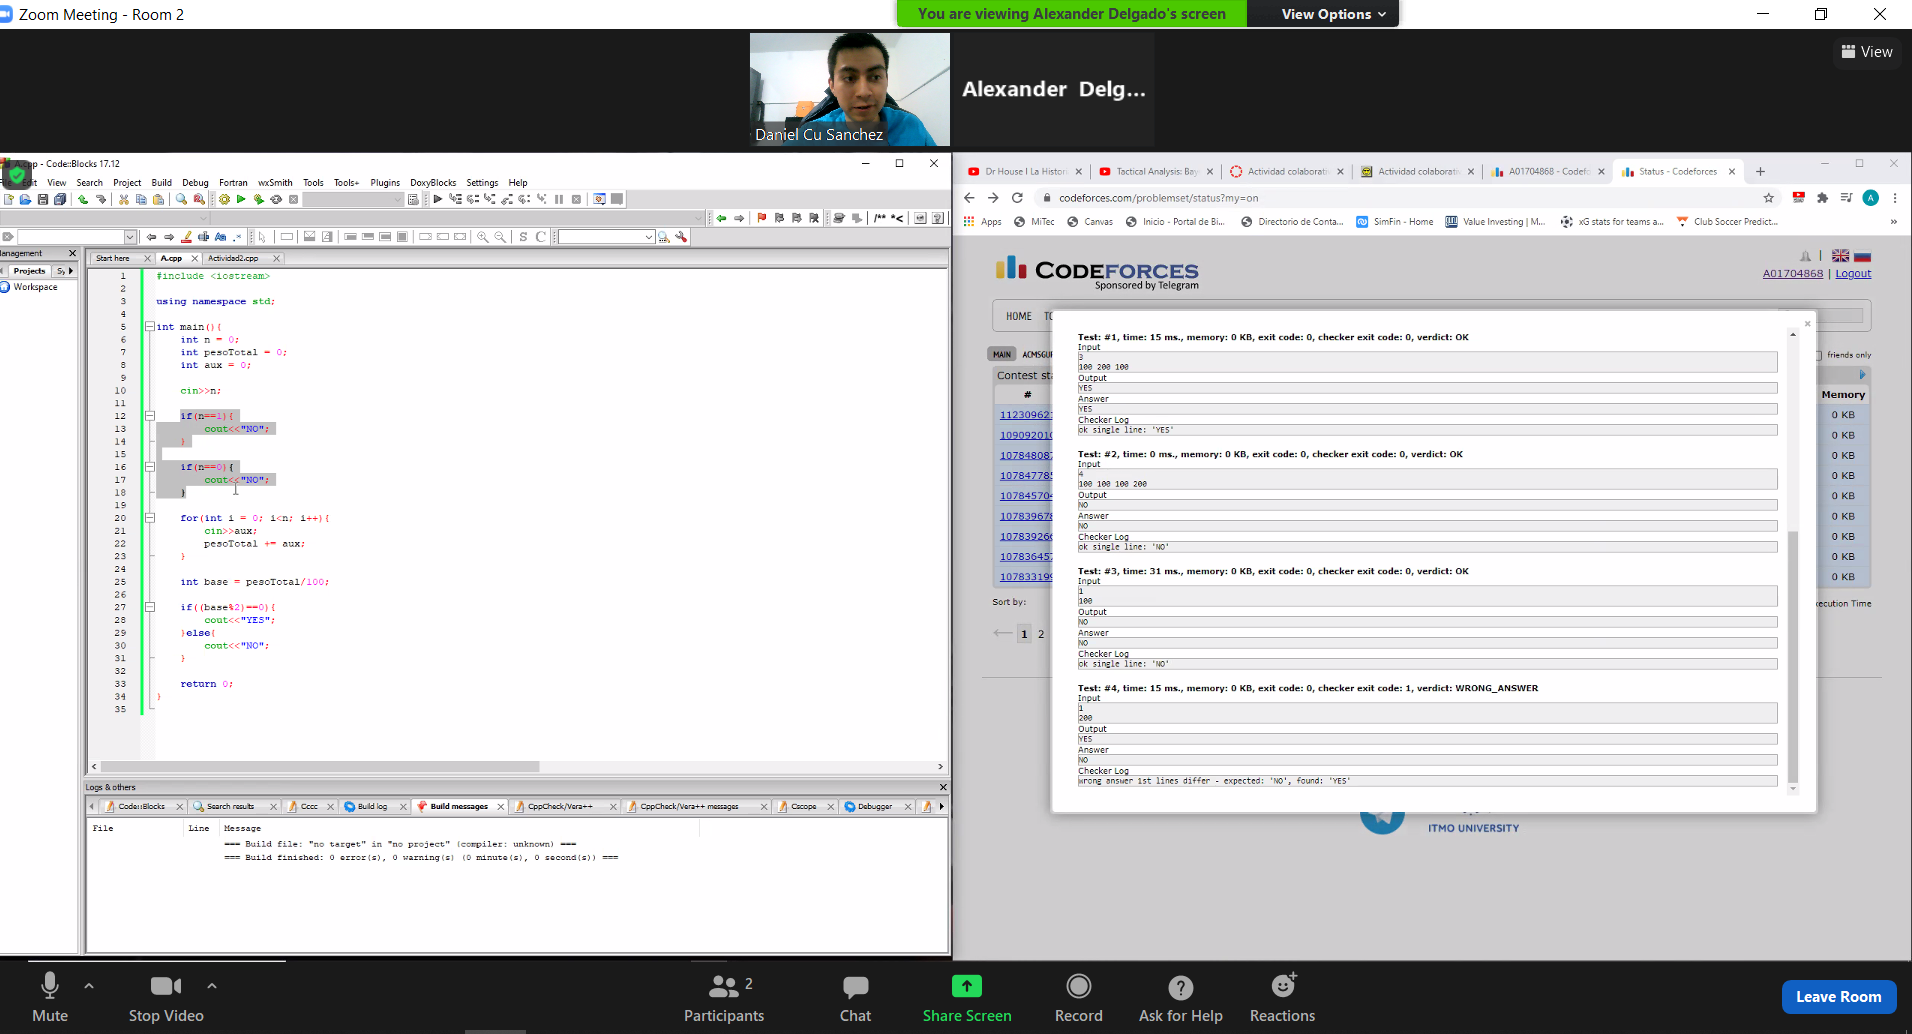 Zoom Meeting - Room 2
You are viewing Alexander Delgado's screen
View Options
View
Daniel Cu Sanchez
Alexander Delg...
A.cpp - Code::Blocks 17.12
Edit View Search Project Build Debug Fortran wxSmith Tools Tools+ Plugins DoxyBlocks Settings Help
anagement
Projects
Workspace
Start here
A.cpp
Actividad2.cpp
1 #include <iostream>
2
3 using namespace std;
4
5 int main(){
6 int n = 0;
7 int pesoTotal = 0;
8 int aux = 0;
9
10 cin>>n;
11
12 if(n==1){
13 cout<<"NO";
14 }
15
16 if(n==0){
17 cout<<"NO";
18 }
19
20 for(int i = 0; i<n; i++){
21 cin>>aux;
22 pesoTotal += aux;
23 }
24
25 int base = pesoTotal/100;
26
27 if((base%2)==0){
28 cout<<"YES";
29 }else{
30 cout<<"NO";
31 }
32
33 return 0;
34 }
35
Logs & others
Code::Blocks
Search results
Cccc
Build log
Build messages
CppCheck/Vera++
CppCheck/Vera++ messages
Cscope
Debugger
File Line Message
=== Build file: "no target" in "no project" (compiler: unknown) ===
=== Build finished: 0 error(s), 0 warning(s) (0 minute(s), 0 second(s)) ===
Dr House I La Histori
Tactical Analysis: Bay
Actividad colaborati
Actividad colaborati
A01704868 - Codefo
Status - Codeforces
codeforces.com/problemset/status?my=on
Apps
MiTec
Canvas
Inicio - Portal de Bi...
Directorio de Conta...
SimFin - Home
Value Investing | M...
xG stats for teams a...
Club Soccer Predict...
CODEFORCES
Sponsored by Telegram
A01704868 | Logout
HOME TO
MAIN ACMSGU
friends only
Contest sta
#
Memory
11230962
0 KB
10909201
0 KB
10784808
0 KB
10784778
0 KB
10784570
0 KB
10783967
0 KB
10783926
0 KB
10783645
0 KB
10783319
0 KB
Sort by:
ecution Time
1 2
Test: #1, time: 15 ms., memory: 0 KB, exit code: 0, checker exit code: 0, verdict: OK
Input
3
100 200 100
Output
YES
Answer
YES
Checker Log
ok single line: 'YES'
Test: #2, time: 0 ms., memory: 0 KB, exit code: 0, checker exit code: 0, verdict: OK
Input
4
100 100 100 200
Output
NO
Answer
NO
Checker Log
ok single line: 'NO'
Test: #3, time: 31 ms., memory: 0 KB, exit code: 0, checker exit code: 0, verdict: OK
Input
1
100
Output
NO
Answer
NO
Checker Log
ok single line: 'NO'
Test: #4, time: 15 ms., memory: 0 KB, exit code: 0, checker exit code: 1, verdict: WRONG_ANSWER
Input
1
200
Output
YES
Answer
NO
Checker Log
wrong answer 1st lines differ - expected: 'NO', found: 'YES'
ITMO UNIVERSITY
Mute
Stop Video
2
Participants
Chat
Share Screen
Record
Ask for Help
Reactions
Leave Room